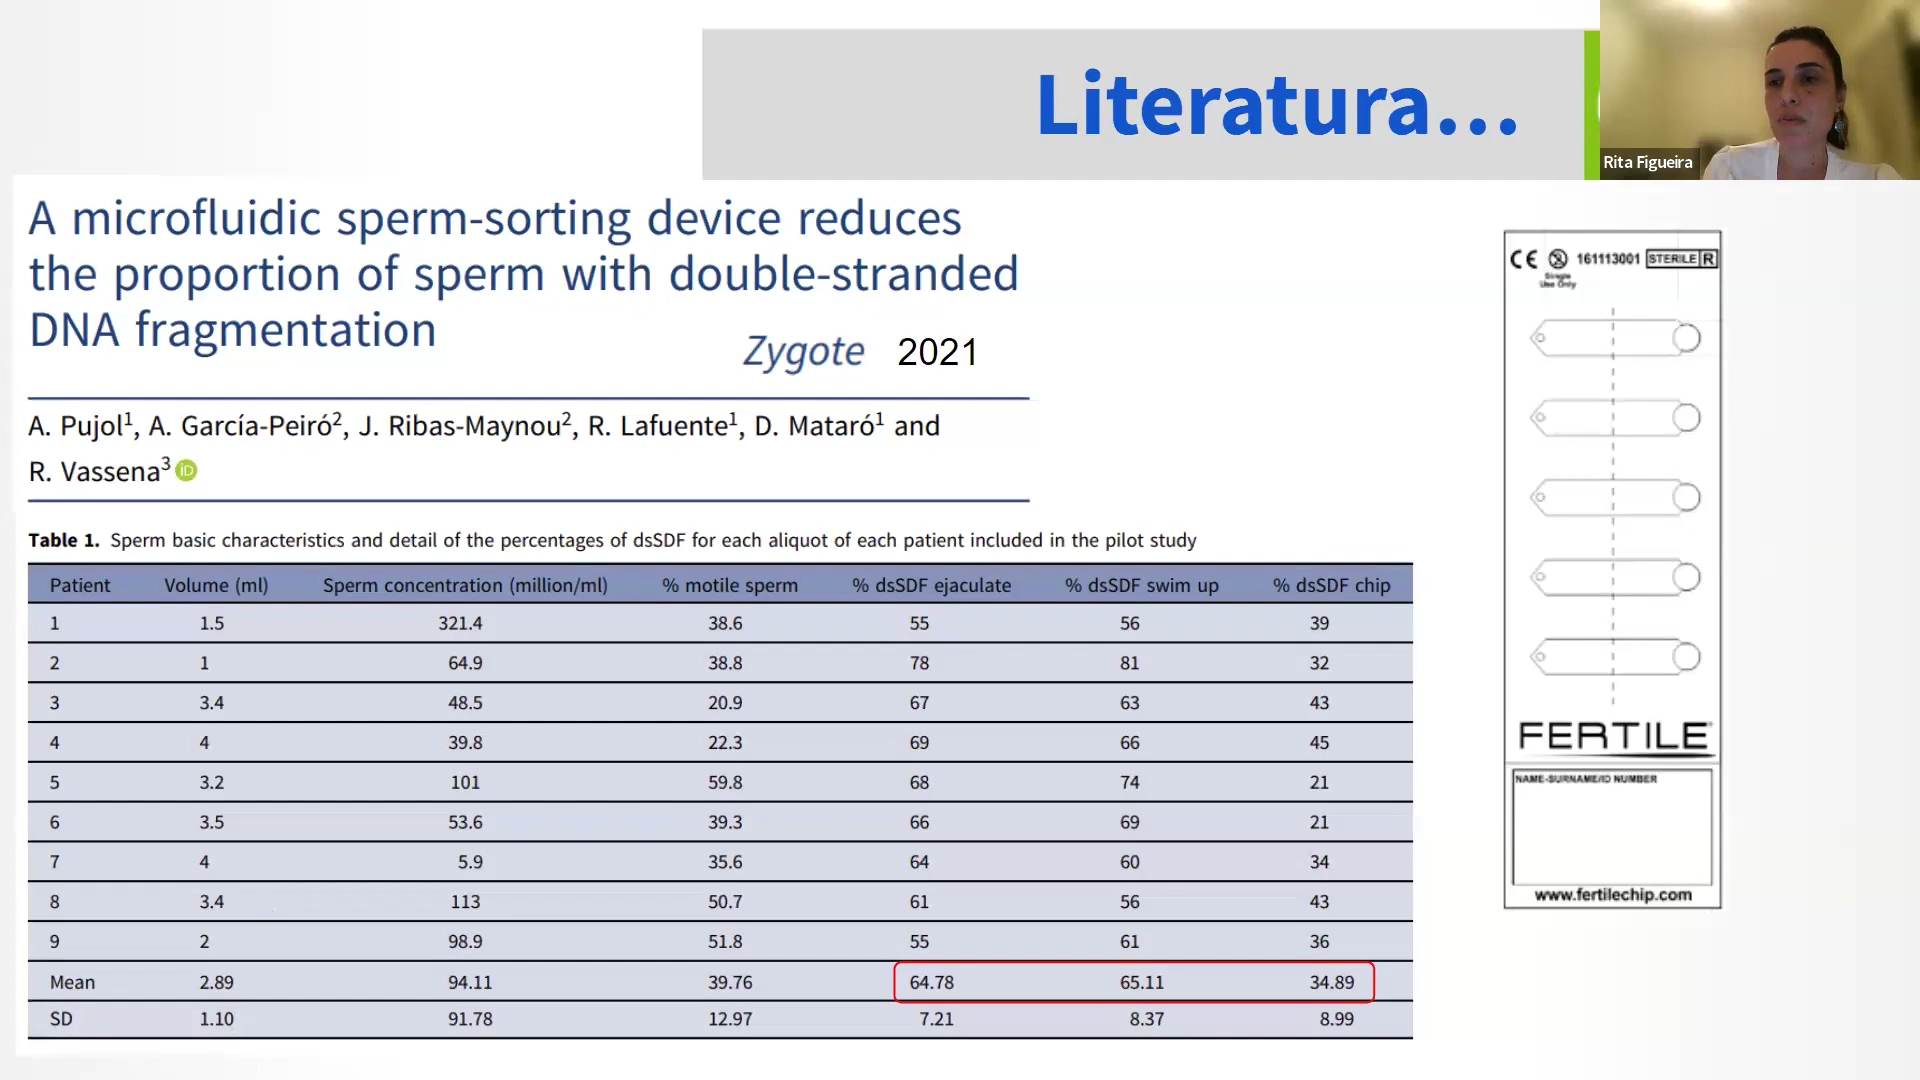 Literatura...
Rita Figueira
A microfluidic sperm-sorting device reduces
the proportion of sperm with double-stranded
DNA fragmentation
Zygote 2021
A. Pujol1, A. García-Peiró2, J. Ribas-Maynou2, R. Lafuente1, D. Mataró1 and
R. Vassena3 iD
Table 1. Sperm basic characteristics and detail of the percentages of dsSDF for each aliquot of each patient included in the pilot study
Patient Volume (ml) Sperm concentration (million/ml) % motile sperm % dsSDF ejaculate % dsSDF swim up % dsSDF chip
1 1.5 321.4 38.6 55 56 39
2 1 64.9 38.8 78 81 32
3 3.4 48.5 20.9 67 63 43
4 4 39.8 22.3 69 66 45
5 3.2 101 59.8 68 74 21
6 3.5 53.6 39.3 66 69 21
7 4 5.9 35.6 64 60 34
8 3.4 113 50.7 61 56 43
9 2 98.9 51.8 55 61 36
Mean 2.89 94.11 39.76 64.78 65.11 34.89
SD 1.10 91.78 12.97 7.21 8.37 8.99
CE 161113001 STERILE R
Single
Use Only
FERTILE
NAME-SURNAME/ID NUMBER
www.fertilechip.com